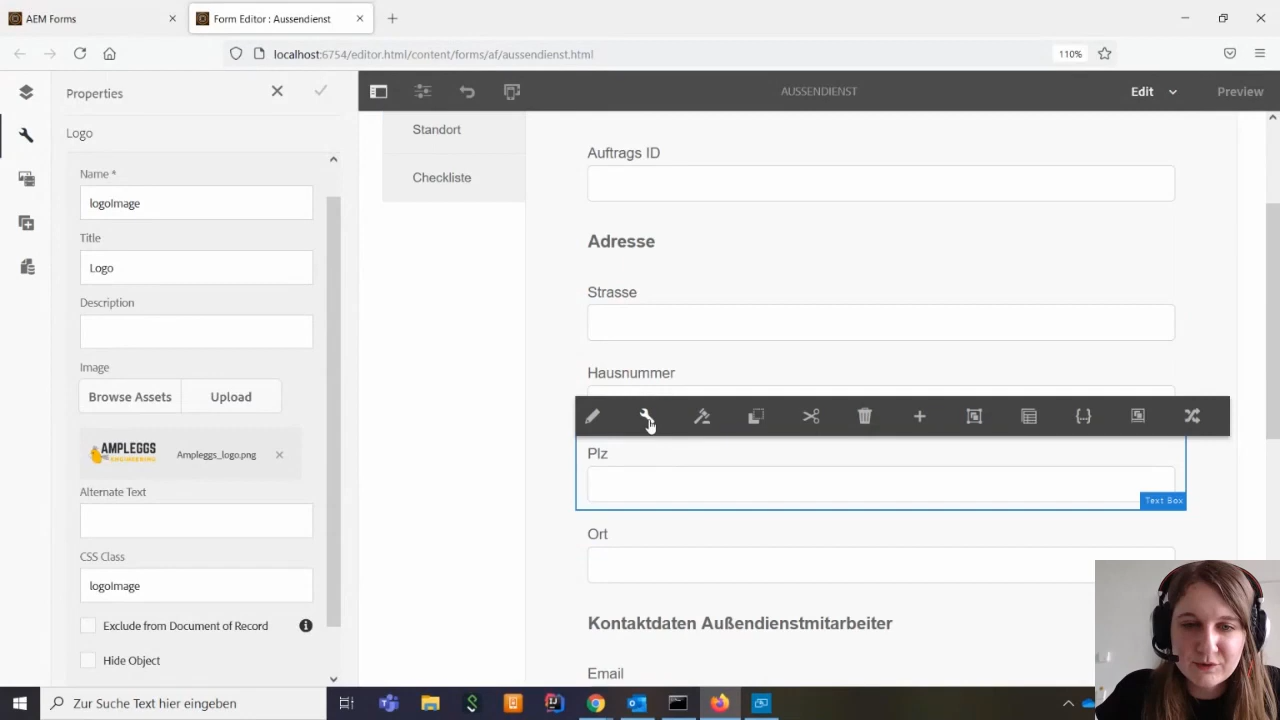 AEM Forms
Form Editor : Aussendienst
localhost:6754/editor.html/content/forms/af/aussendienst.html
110%
Properties
AUSSENDIENST
Edit
Preview
Logo
Name *
logoImage
Title
Logo
Description
Image
Browse Assets
Upload
AMPLEGGS
ENGINEERING
Ampleggs_logo.png
Alternate Text
CSS Class
logoImage
Exclude from Document of Record
Hide Object
Standort
Checkliste
Auftrags ID
Adresse
Strasse
Hausnummer
Plz
Text Box
Ort
Kontaktdaten Außendienstmitarbeiter
Email
Zur Suche Text hier eingeben